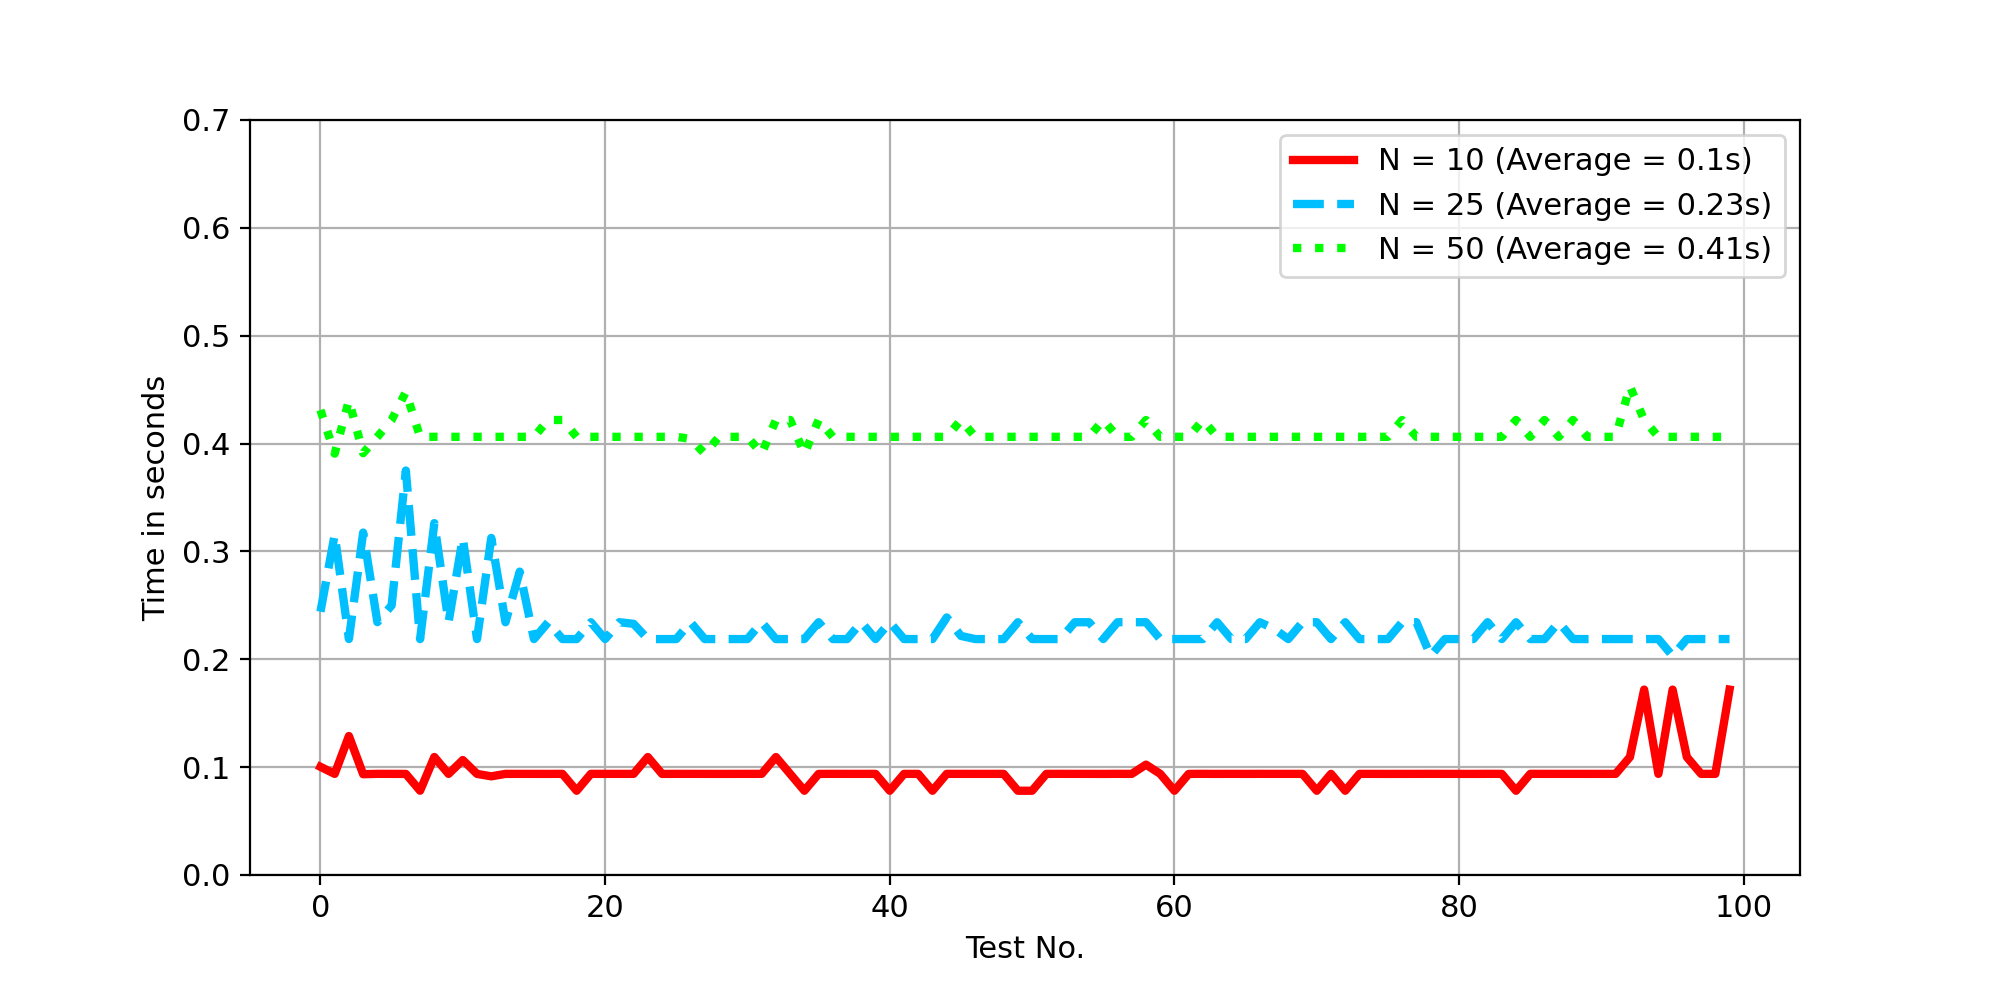 0.7
0.6
0.5
0.4
0.3
0.2
0.1
0.0
Time in seconds
N = 10 (Average = 0.1s)
N = 25 (Average = 0.23s)
N = 50 (Average = 0.41s)
0 20 40 60 80 100
Test No.